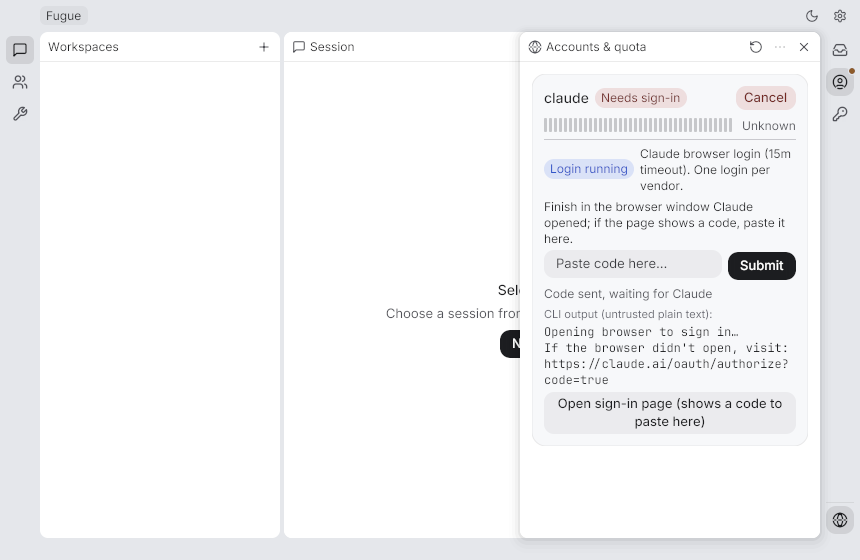 Fugue
Workspaces
Session
Accounts & quota
claude
Needs sign-in
Cancel
Unknown
Login running
Claude browser login (15m
timeout). One login per
vendor.
Finish in the browser window Claude
opened; if the page shows a code, paste it
here.
Paste code here...
Submit
Code sent, waiting for Claude
CLI output (untrusted plain text):
Opening browser to sign in…
If the browser didn't open, visit:
https://claude.ai/oauth/authorize?
code=true
Open sign-in page (shows a code to
paste here)
Choose a session